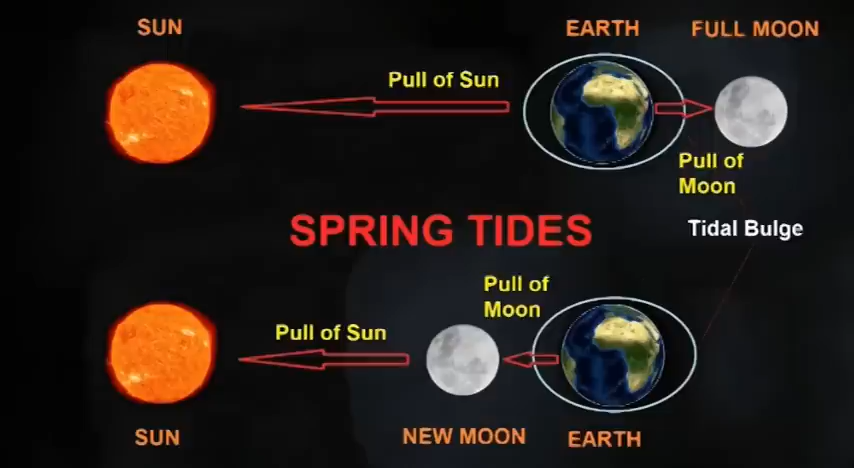 SUN
EARTH
FULL MOON
Pull of Sun
Pull of
Moon
SPRING TIDES
Tidal Bulge
Pull of
Moon
Pull of Sun
SUN
NEW MOON
EARTH